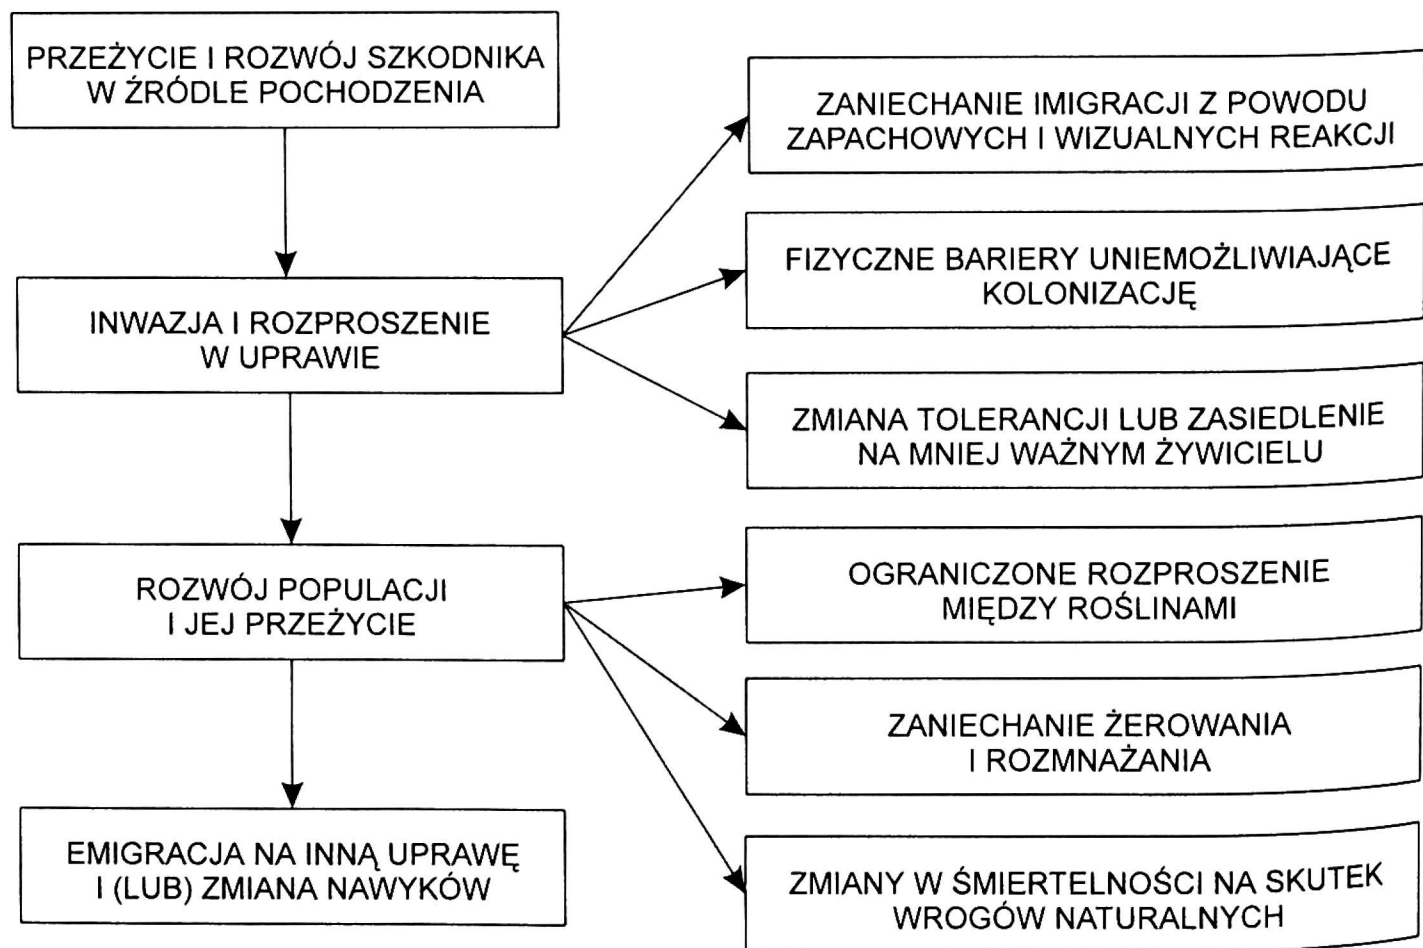 PRZEŻYCIE I ROZWÓJ SZKODNIKA
W ŹRÓDLE POCHODZENIA
INWAZJA I ROZPROSZENIE
W UPRAWIE
ROZWÓJ POPULACJI
I JEJ PRZEŻYCIE
EMIGRACJA NA INNĄ UPRAWĘ
I (LUB) ZMIANA NAWYKÓW
ZANIECHANIE IMIGRACJI Z POWODU
ZAPACHOWYCH I WIZUALNYCH REAKCJI
FIZYCZNE BARIERY UNIEMOŻLIWIAJĄCE
KOLONIZACJĘ
ZMIANA TOLERANCJI LUB ZASIEDLENIE
NA MNIEJ WAŻNYM ŻYWICIELU
OGRANICZONE ROZPROSZENIE
MIĘDZY ROŚLINAMI
ZANIECHANIE ŻEROWANIA
I ROZMNAŻANIA
ZMIANY W ŚMIERTELNOŚCI NA SKUTEK
WROGÓW NATURALNYCH